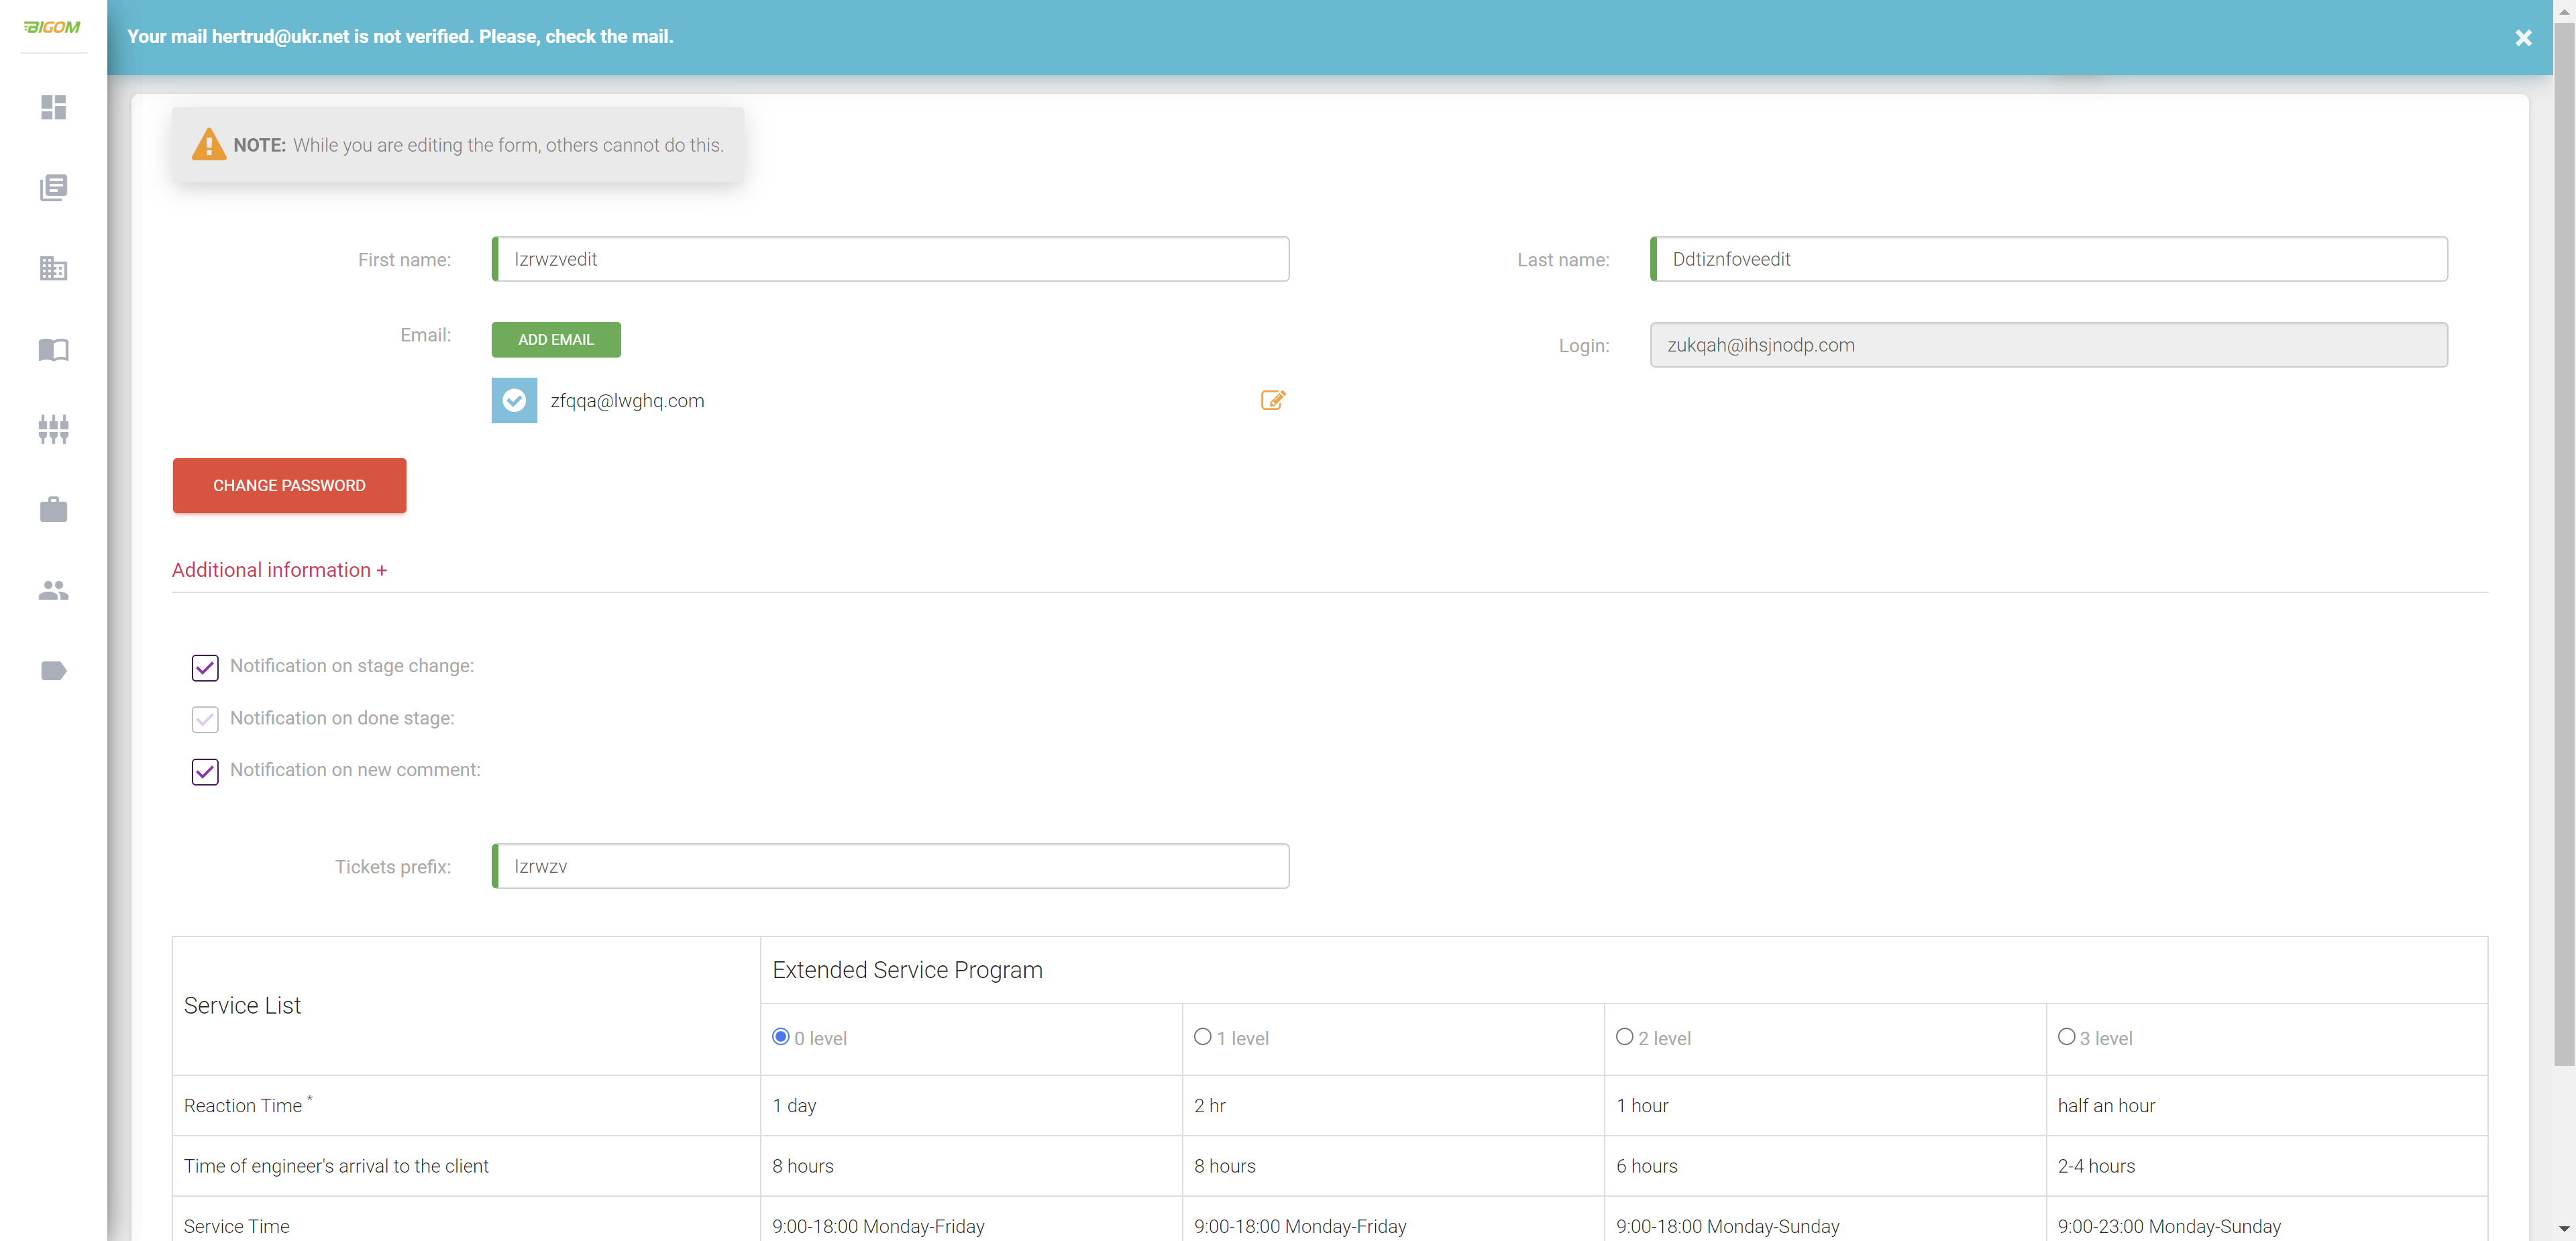 BIGOM
Your mail hertrud@ukr.net is not verified. Please, check the mail.
NOTE: While you are editing the form, others cannot do this.
First name: Izrwzvedit
Last name: Ddtiznfoveedit
Email: ADD EMAIL
Login: zukqah@ihsjnodp.com
zfqqa@lwghq.com
CHANGE PASSWORD
Additional information +
Notification on stage change:
Notification on done stage:
Notification on new comment:
Tickets prefix: Izrwzv
Service List
Extended Service Program
0 level 1 level 2 level 3 level
Reaction Time * 1 day 2 hr 1 hour half an hour
Time of engineer's arrival to the client 8 hours 8 hours 6 hours 2-4 hours
Service Time 9:00-18:00 Monday-Friday 9:00-18:00 Monday-Friday 9:00-18:00 Monday-Sunday 9:00-23:00 Monday-Sunday